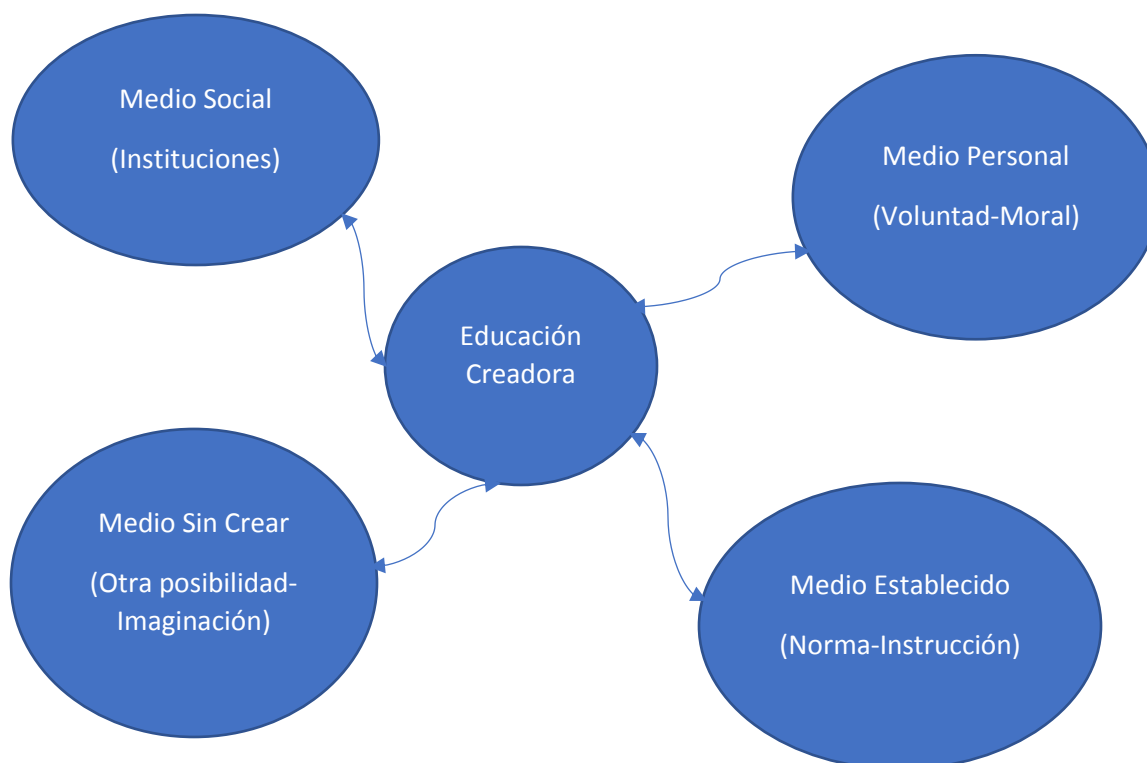 Medio Social
(Instituciones)
Medio Personal
(Voluntad-Moral)
Educación
Creadora
Medio Sin Crear
(Otra posibilidad-
Imaginación)
Medio Establecido
(Norma-Instrucción)